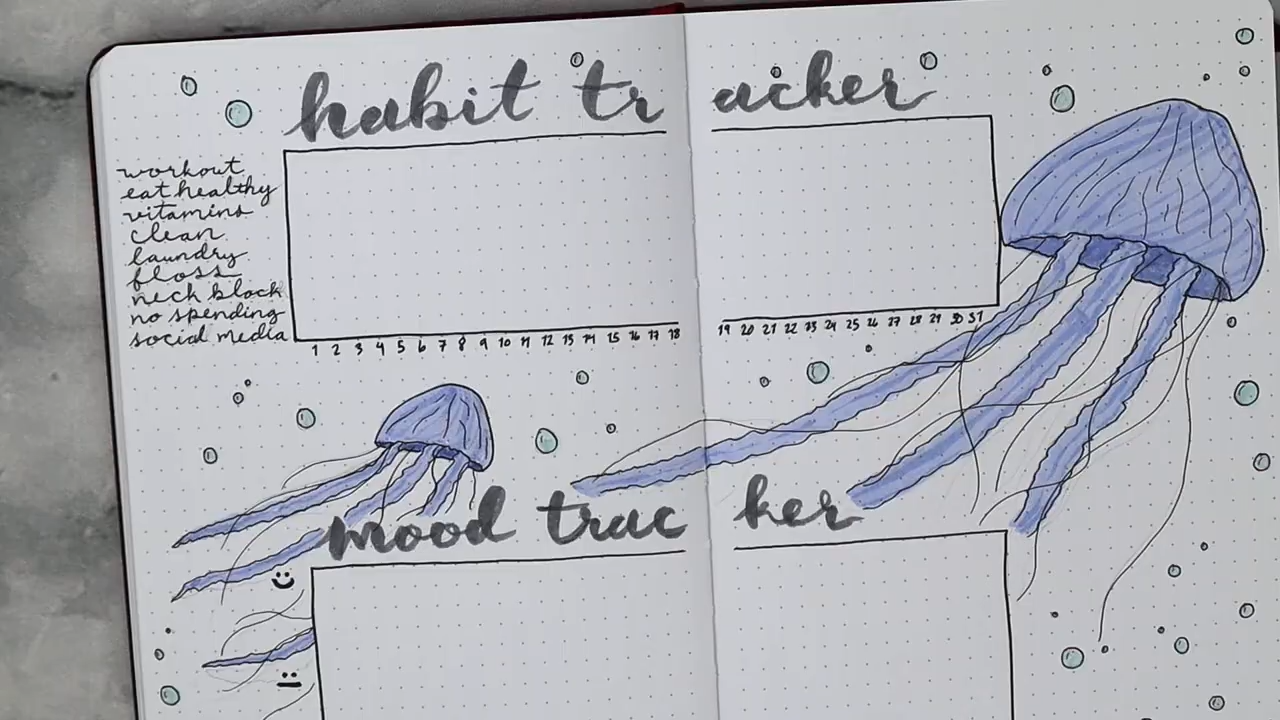 habit tracker
workout
eat healthy
vitamins
clean
laundry
floss
neck block
no spending
social media
1 2 3 4 5 6 7 8 9 10 11 12 13 14 15 16 17 18 19 20 21 22 23 24 25 26 27 28 29 30 31
mood tracker